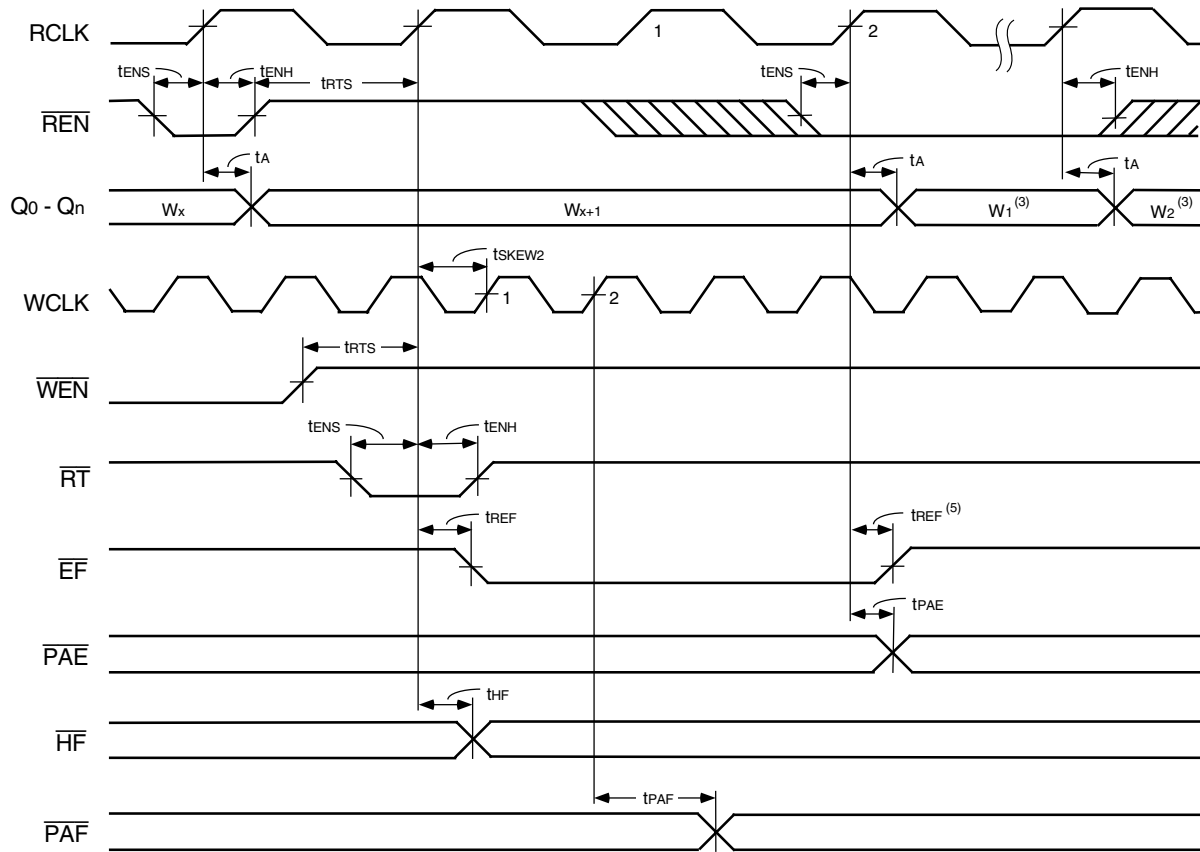 RCLK 1 2
tENS tENH tRTS tENS tENH
REN
tA tA tA
Q0 - Qn Wx Wx+1 W1(3) W2(3)
tSKEW2
WCLK 1 2
tRTS
WEN
tENS tENH
RT
tREF tREF(5)
EF
tPAE
PAE
tHF
HF
tPAF
PAF